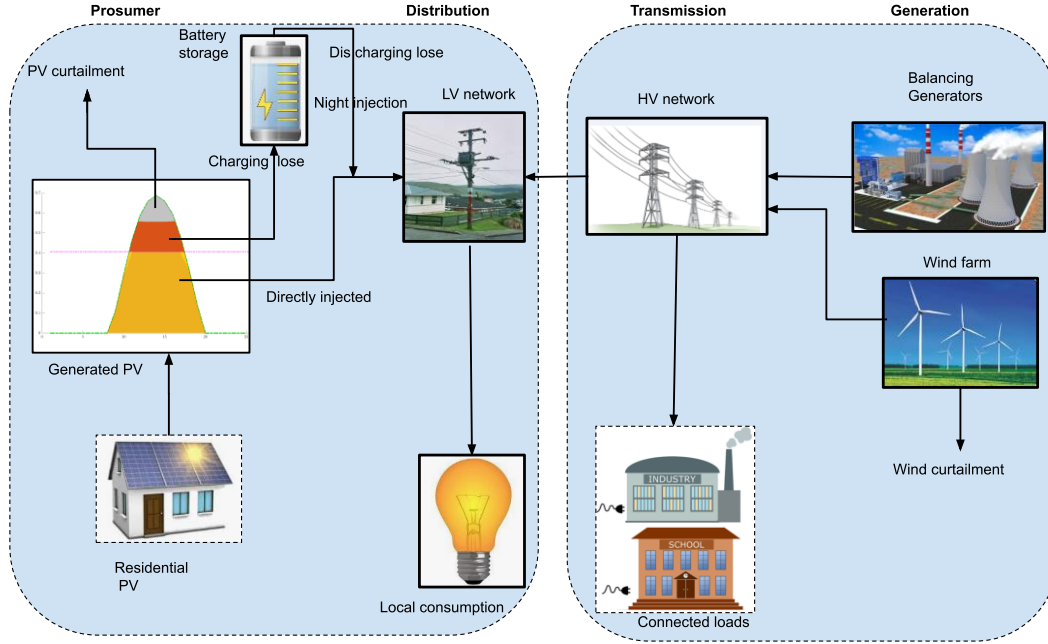 Prosumer
Distribution
Transmission
Generation
Battery
storage
Dis charging lose
PV curtailment
Night injection
LV network
HV network
Balancing
Generators
Charging lose
Directly injected
Generated PV
Wind farm
Wind curtailment
INDUSTRY
SCHOOL
Residential
PV
Local consumption
Connected loads